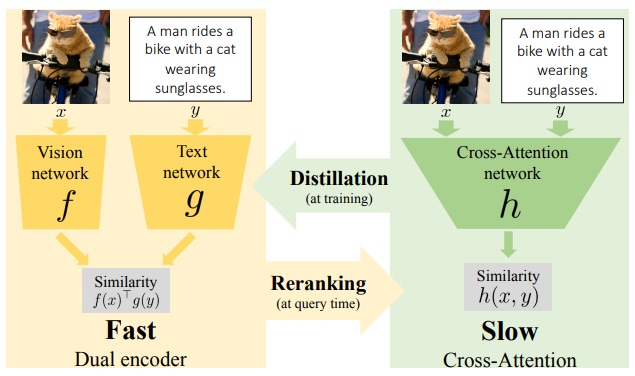 A man rides a
bike with a cat
wearing
sunglasses.
x
y
Vision
network
f
Text
network
g
Similarity
f(x)⊤g(y)
Fast
Dual encoder
Distillation
(at training)
Reranking
(at query time)
A man rides a
bike with a cat
wearing
sunglasses.
x
y
Cross-Attention
network
h
Similarity
h(x, y)
Slow
Cross-Attention